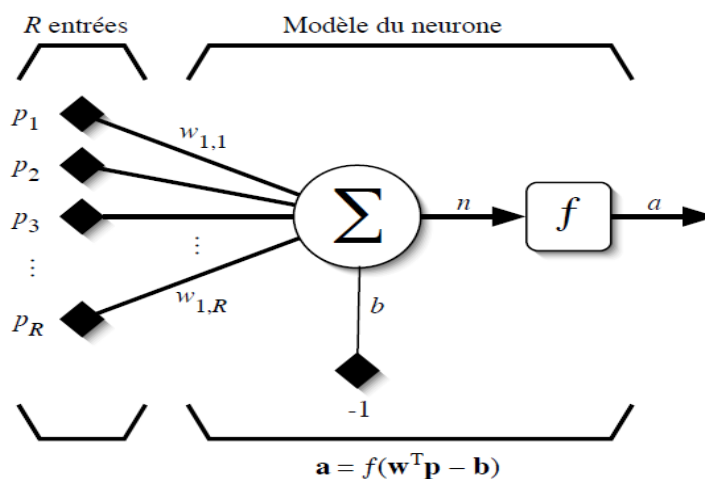 R entrées
Modèle du neurone
p1
w1,1
p2
p3
⋮
⋮
pR
w1,R
Σ
n
f
a
b
-1
a = f(wᵀp – b)